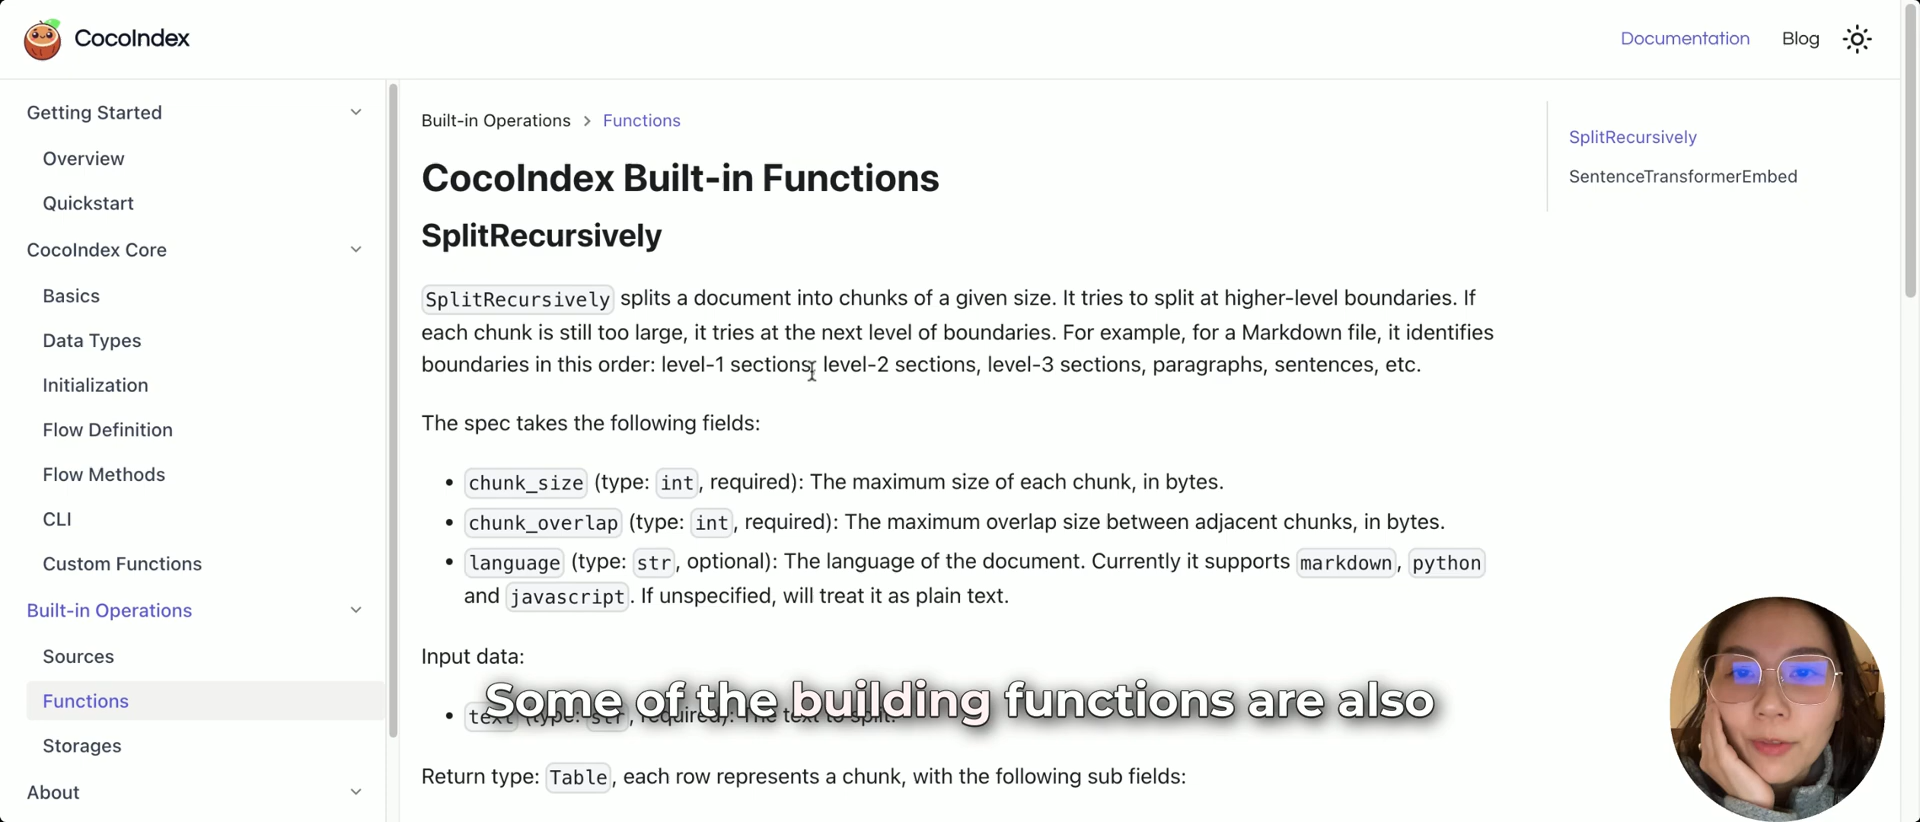 CocoIndex
Documentation
Blog
Getting Started
Overview
Quickstart
CocoIndex Core
Basics
Data Types
Initialization
Flow Definition
Flow Methods
CLI
Custom Functions
Built-in Operations
Sources
Functions
Storages
About
Built-in Operations > Functions
CocoIndex Built-in Functions
SplitRecursively
SplitRecursively splits a document into chunks of a given size. It tries to split at higher-level boundaries. If
each chunk is still too large, it tries at the next level of boundaries. For example, for a Markdown file, it identifies
boundaries in this order: level-1 sections, level-2 sections, level-3 sections, paragraphs, sentences, etc.
The spec takes the following fields:
• chunk_size (type: int, required): The maximum size of each chunk, in bytes.
• chunk_overlap (type: int, required): The maximum overlap size between adjacent chunks, in bytes.
• language (type: str, optional): The language of the document. Currently it supports markdown, python
and javascript. If unspecified, will treat it as plain text.
Input data:
• text (type: str, required): The text to split.
Some of the building functions are also
Return type: Table, each row represents a chunk, with the following sub fields:
SplitRecursively
SentenceTransformerEmbed